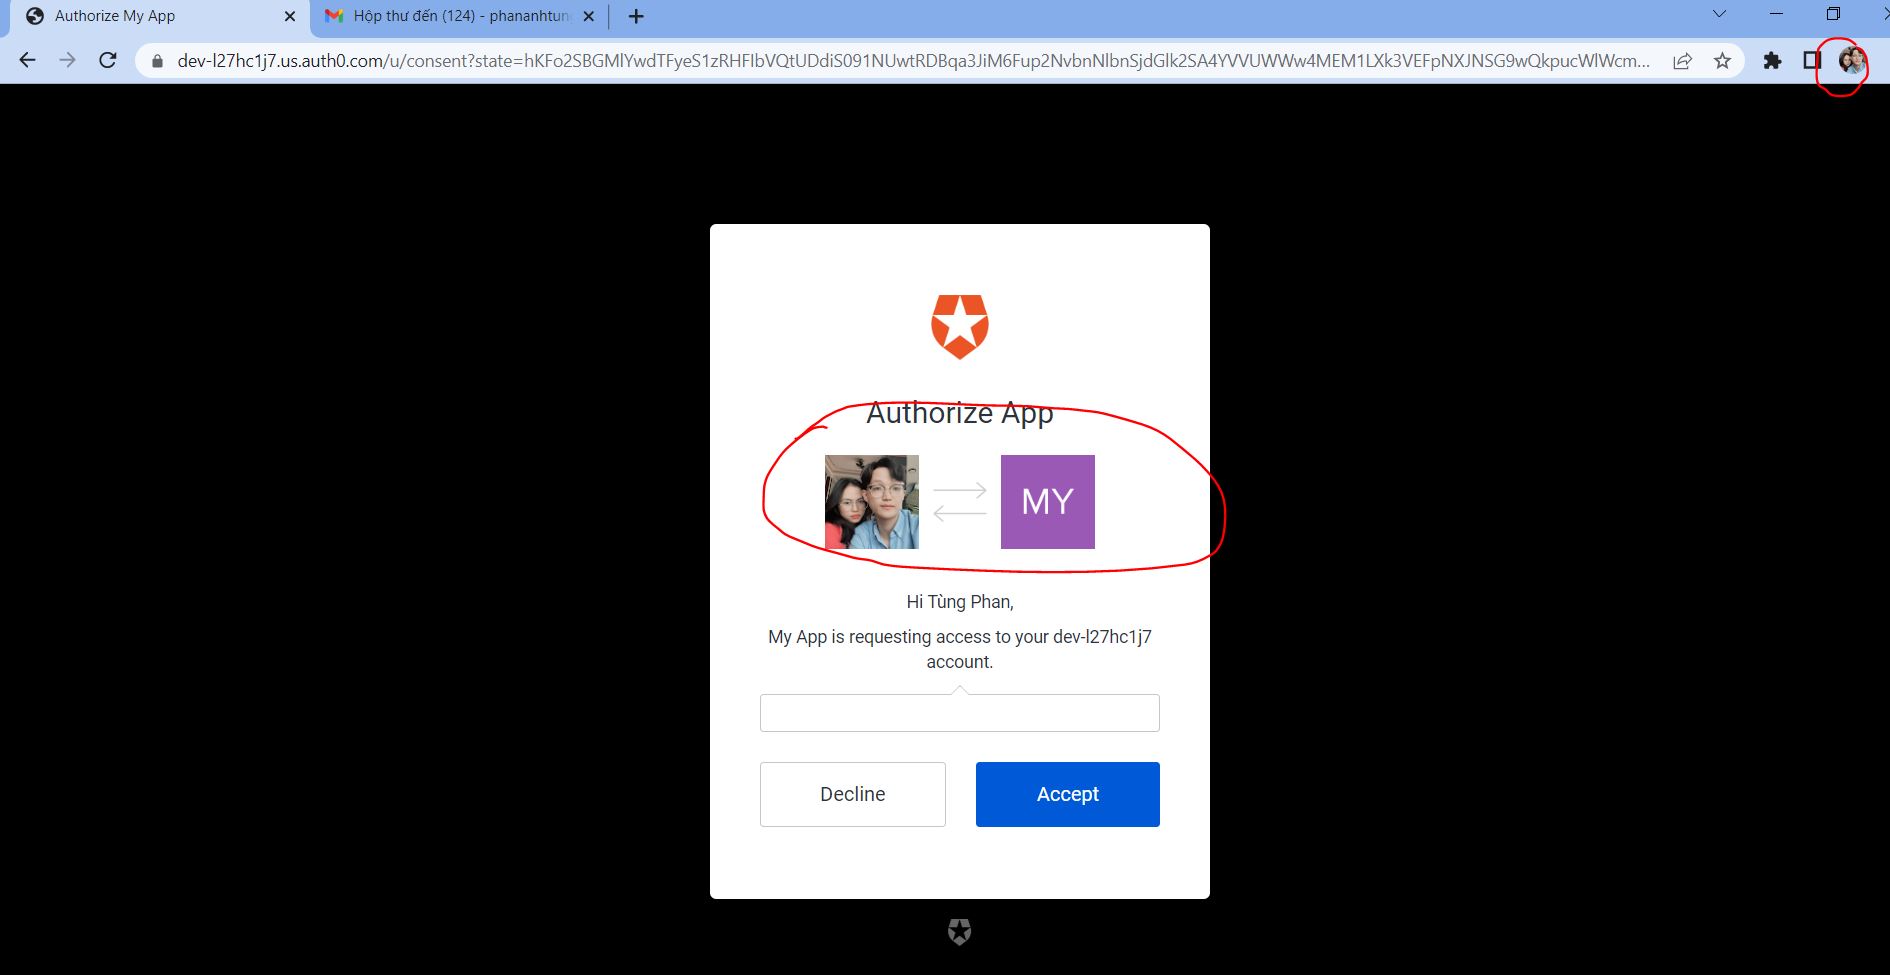 Authorize My App
Hộp thư đến (124) - phananhtun
dev-l27hc1j7.us.auth0.com/u/consent?state=hKFo2SBGMlYwdTFyeS1zRHFIbVQtUDdiS091NUwtRDBqa3JiM6Fup2NvbnNlbnSjdGlk2SA4YVVUWWw4MEM1LXk3VEFpNXJNSG9wQkpucWlWcm...
Authorize App
MY
Hi Tùng Phan,
My App is requesting access to your dev-l27hc1j7
account.
Decline
Accept